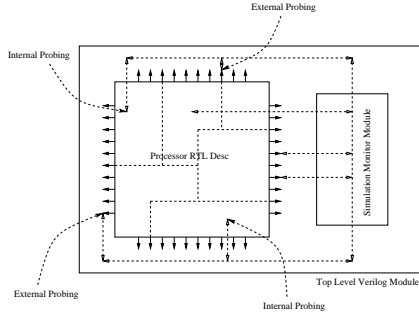 External Probing
Internal Probing
Processor RTL Desc
Simulation Monitor Module
Top Level Verilog Module
External Probing
Internal Probing